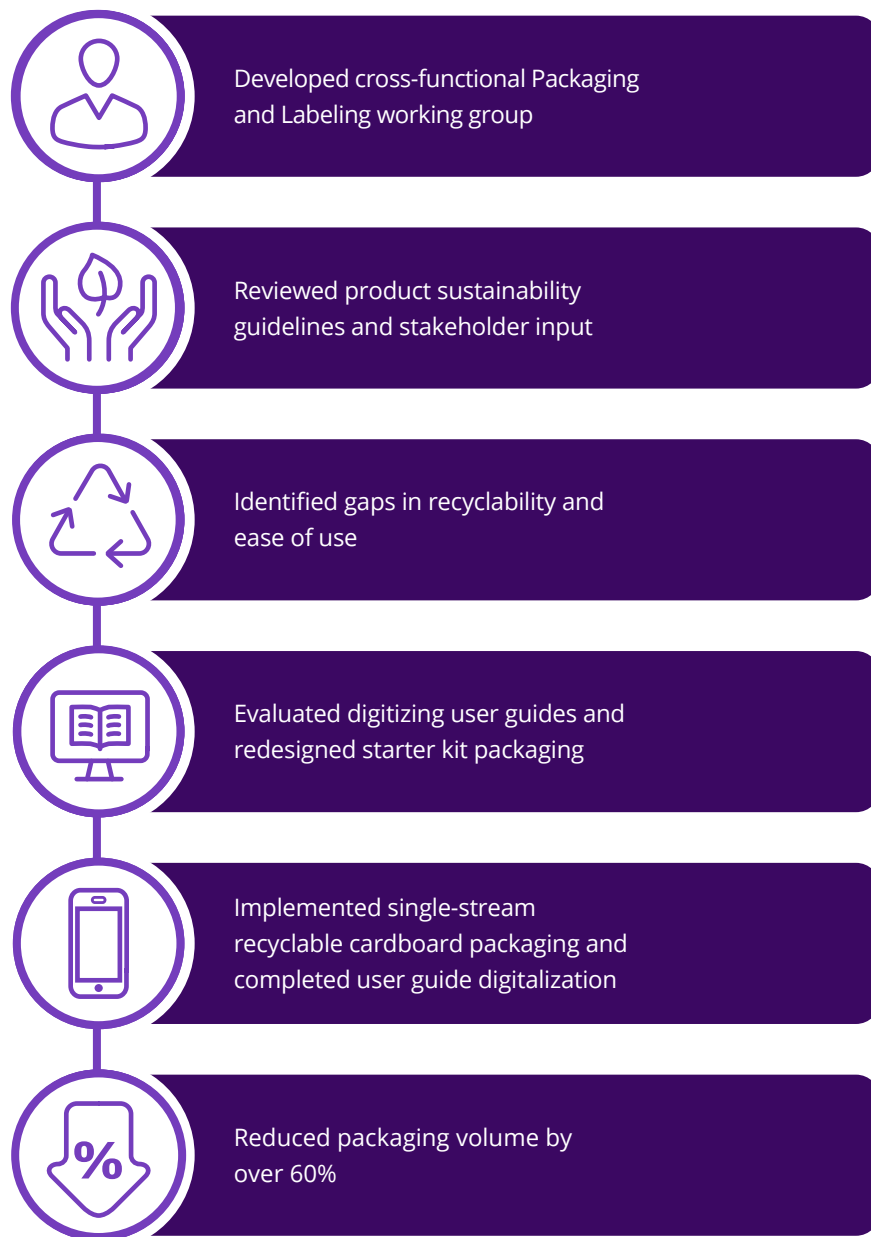 Developed cross-functional Packaging
and Labeling working group
Reviewed product sustainability
guidelines and stakeholder input
Identified gaps in recyclability and
ease of use
Evaluated digitizing user guides and
redesigned starter kit packaging
Implemented single-stream
recyclable cardboard packaging and
completed user guide digitalization
%
Reduced packaging volume by
over 60%